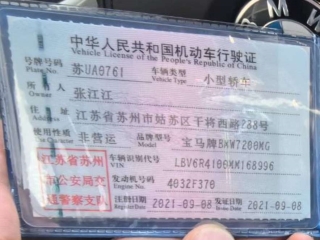 中华人民共和国机动车行驶证
Vehicle License of the People's Republic of China
号牌号码 苏UA0761 车辆类型 小型轿车
Plate No. Vehicle Type
所有人 张江江
Owner
住址 江苏省苏州市姑苏区干将西路288号
Address
使用性质 非营运 品牌型号 宝马牌BMW7200MG
Use Character Model
江苏省苏州市公安局交通警察支队
车辆识别代号 LBV6R4100MM168996
VIN
发动机号码 4032F370
Engine No.
注册日期 2021-09-08 发证日期 2021-09-08
Register Date Issue Date